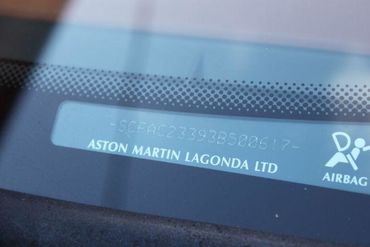 -SCFAC23393B500617-
ASTON MARTIN LAGONDA LTD
AIRBAG